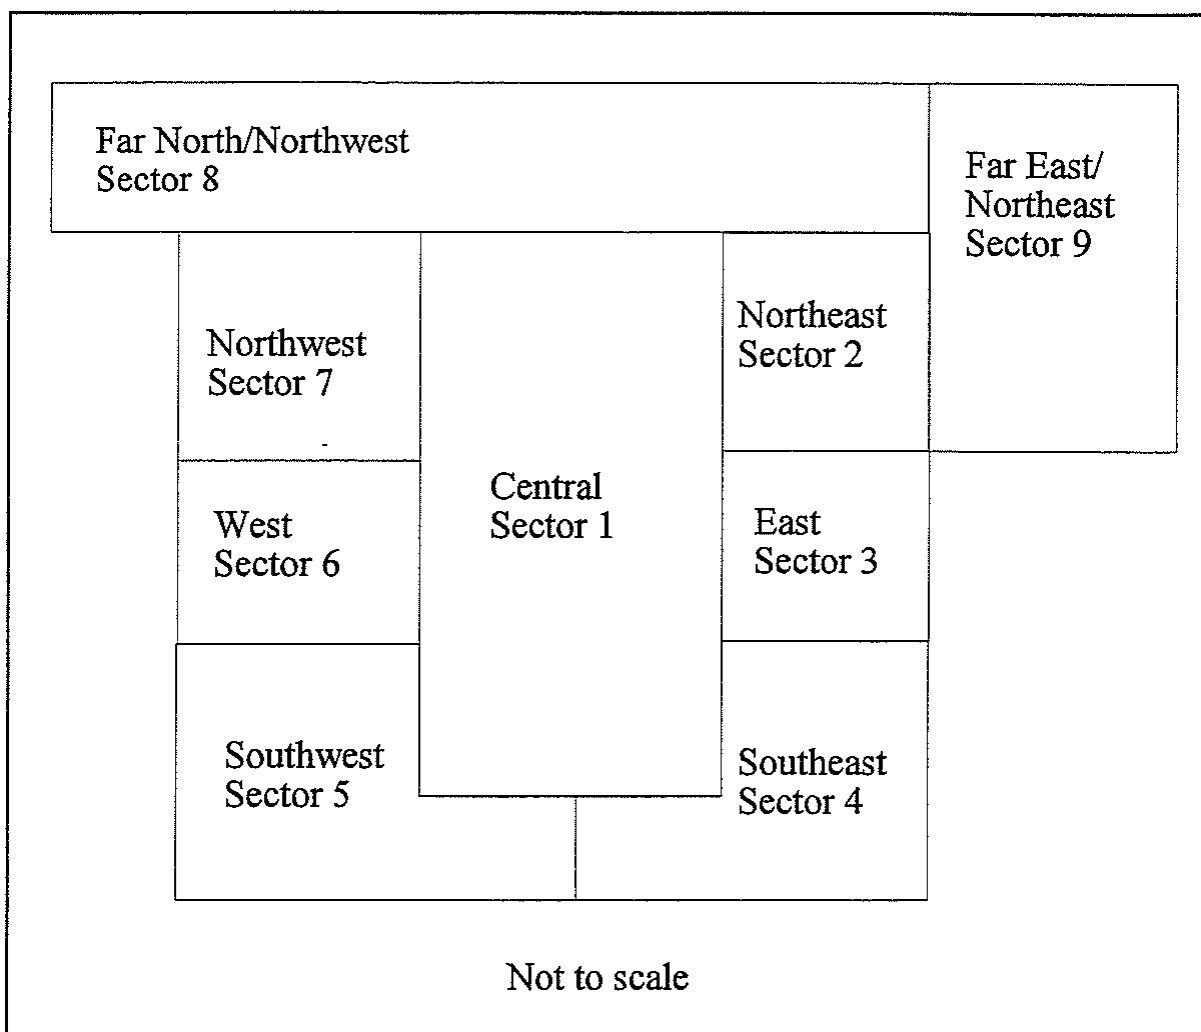 Far North/Northwest
Sector 8
Far East/
Northeast
Sector 9
Northwest
Sector 7
Northeast
Sector 2
Central
Sector 1
West
Sector 6
East
Sector 3
Southwest
Sector 5
Southeast
Sector 4
Not to scale